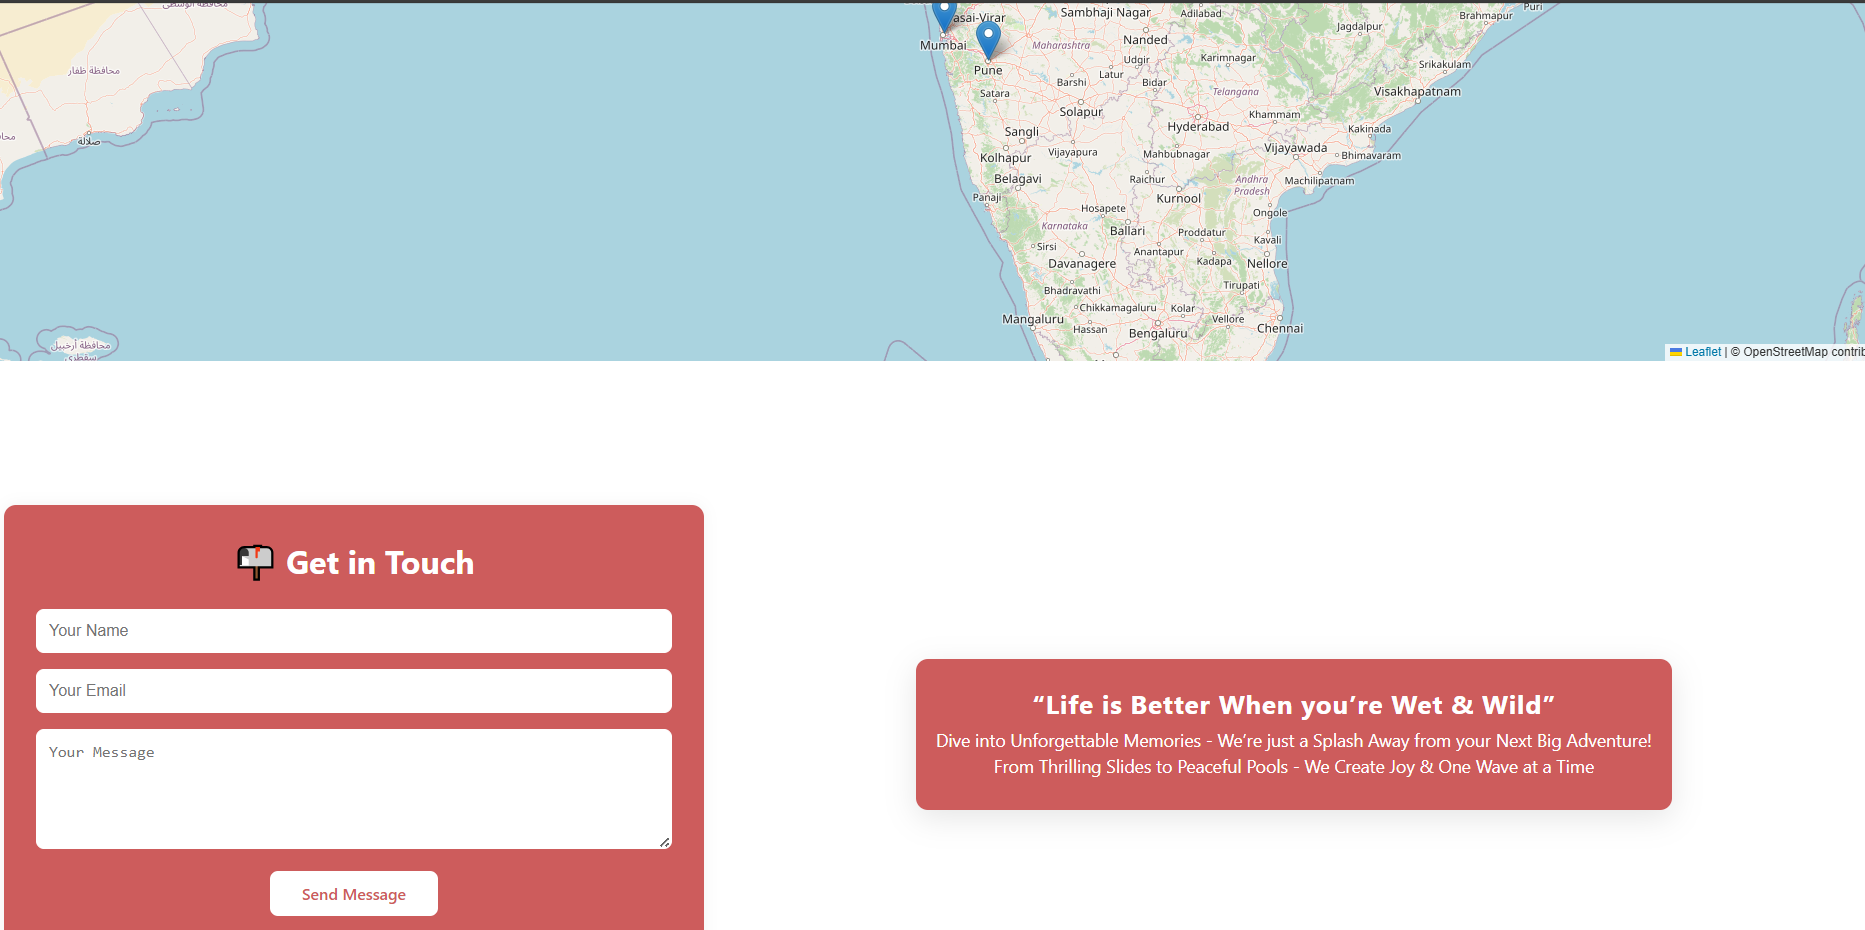 محافظة الوسطى
asai-Virar
Sambhaji Nagar
Adilabad
Brahmapur
Puri
Jagdalpur
Mumbai
Maharashtra
Nanded
Udgir
Karimnagar
Srikakulam
محافظة ظفار
Pune
Latur
Barshi
Bidar
Satara
Telangana
Visakhapatnam
Solapur
Khammam
Hyderabad
Kakinada
Sangli
محا
صلالة
Vijayawada
Kolhapur
Vijayapura
Mahbubnagar
Bhimavaram
Belagavi
Raichur
Andhra
Pradesh
Machilipatnam
Panaji
Kurnool
Hosapete
Ongole
Karnataka
Ballari
Proddatur
Kavali
Sirsi
Anantapur
Davanagere
Kadapa
Nellore
Bhadravathi
Tirupati
Chikkamagaluru
Kolar
Mangaluru
Hassan
Vellore
Bengaluru
Chennai
محافظة أرخبيل
سقطرى
Leaflet | © OpenStreetMap contrib
Get in Touch
Your Name
Your Email
Your Message
Send Message
“Life is Better When you’re Wet & Wild”
Dive into Unforgettable Memories - We’re just a Splash Away from your Next Big Adventure!
From Thrilling Slides to Peaceful Pools - We Create Joy & One Wave at a Time